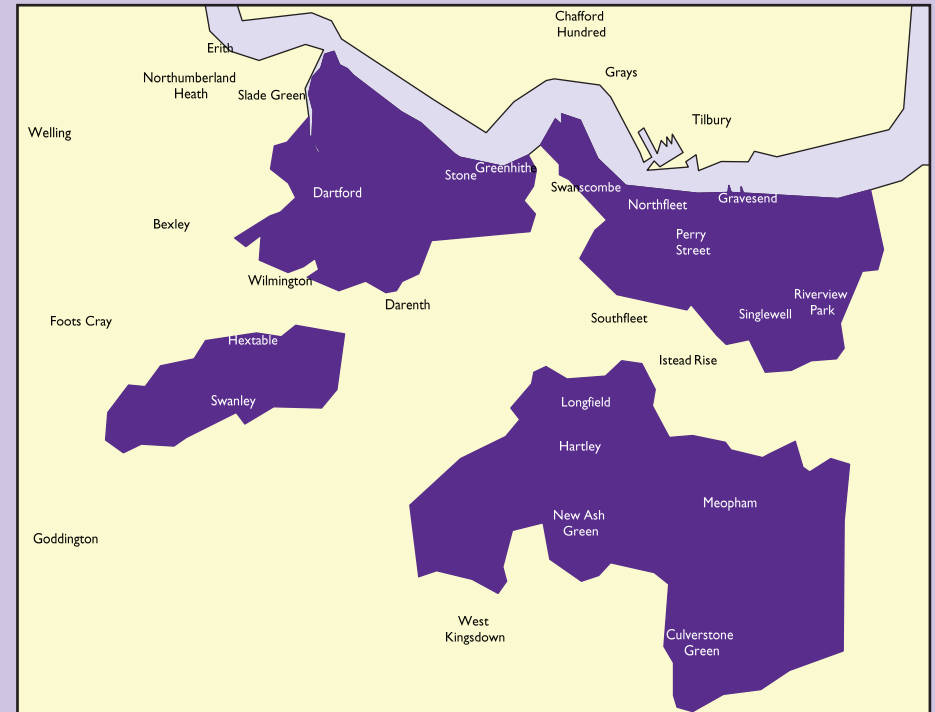 Chafford
Hundred
Erith
Grays
Northumberland
Heath
Slade Green
Tilbury
Welling
Greenhithe
Stone
Swanscombe
Dartford
Gravesend
Northfleet
Bexley
Perry
Street
Wilmington
Darenth
Riverview
Park
Singlewell
Foots Cray
Southfleet
Hextable
Istead Rise
Swanley
Longfield
Hartley
Meopham
New Ash
Green
Goddington
West
Kingsdown
Culverstone
Green